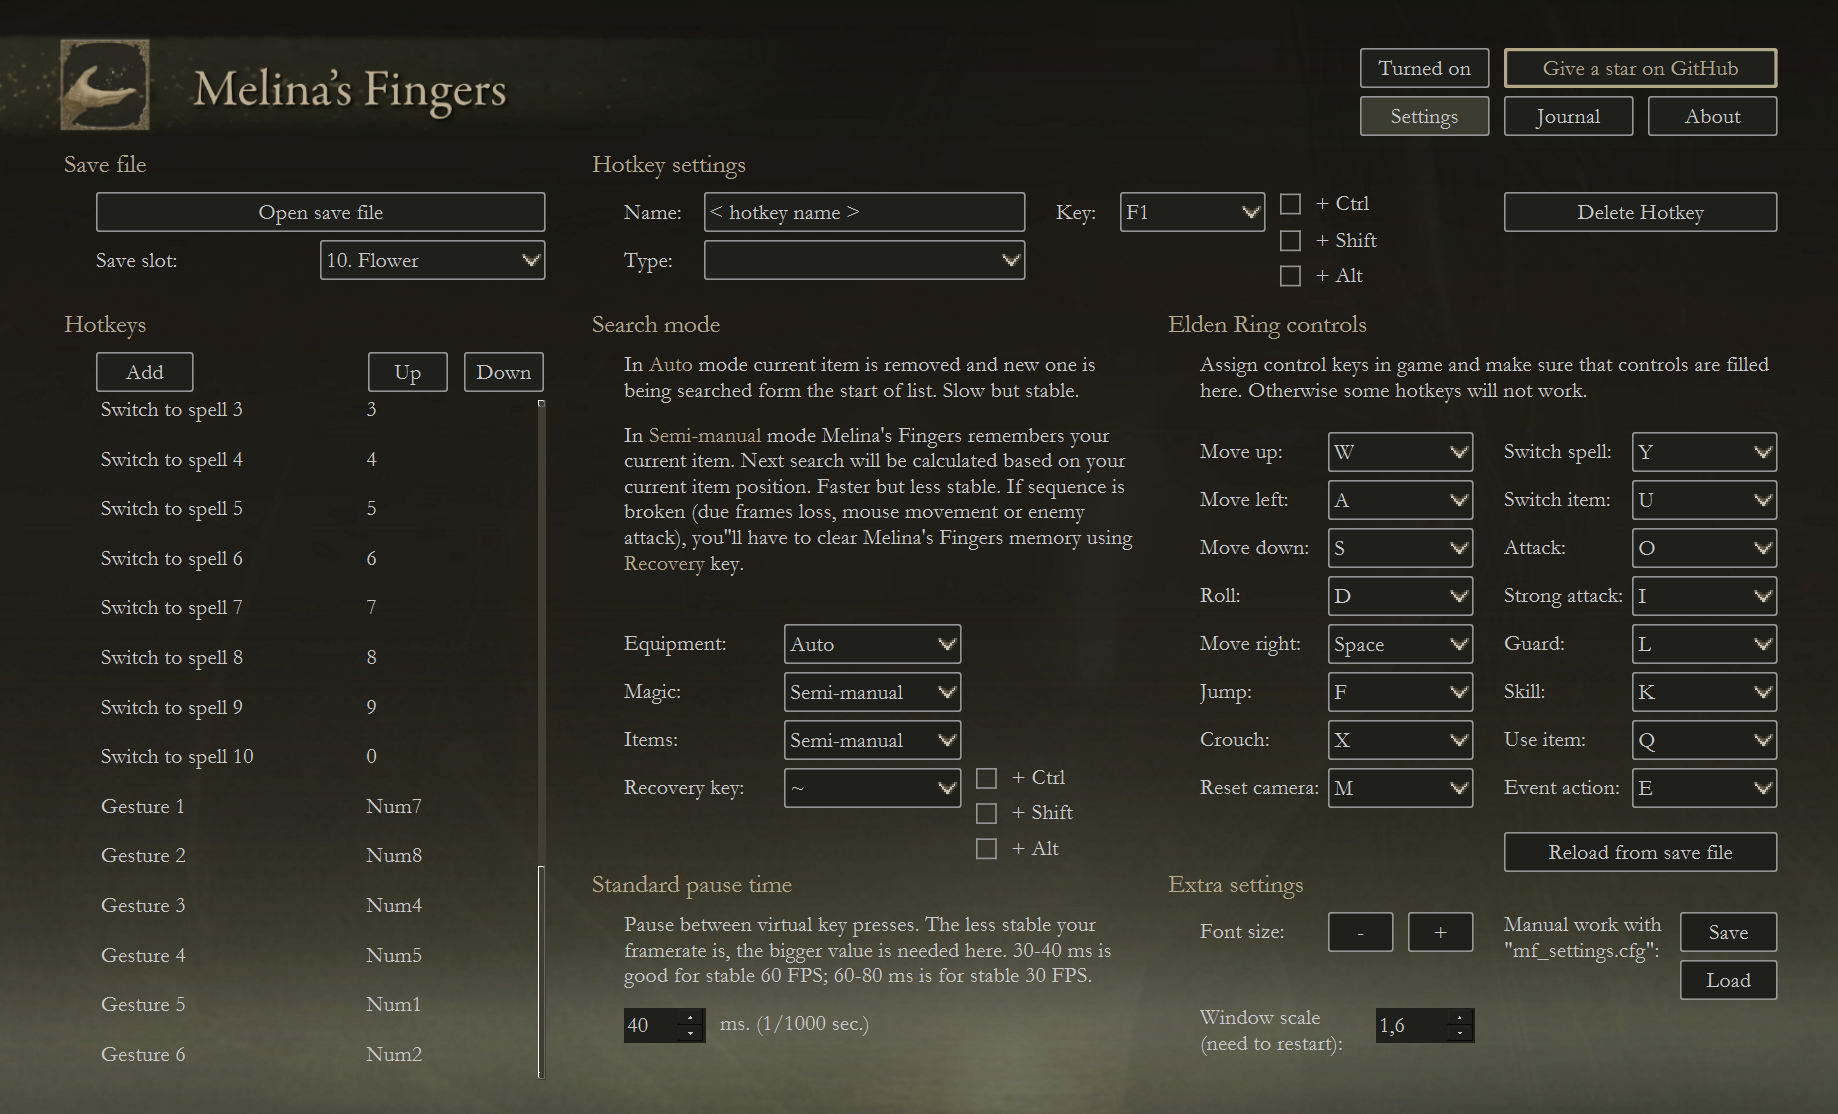 Melina's Fingers
Turned on
Give a star on GitHub
Settings
Journal
About
Save file
Open save file
Save slot:
10. Flower
Hotkey settings
Name:
< hotkey name >
Key:
F1
+ Ctrl
+ Shift
+ Alt
Type:
Delete Hotkey
Hotkeys
Add
Up
Down
Switch to spell 3
3
Switch to spell 4
4
Switch to spell 5
5
Switch to spell 6
6
Switch to spell 7
7
Switch to spell 8
8
Switch to spell 9
9
Switch to spell 10
0
Gesture 1
Num7
Gesture 2
Num8
Gesture 3
Num4
Gesture 4
Num5
Gesture 5
Num1
Gesture 6
Num2
Search mode
In Auto mode current item is removed and new one is
being searched form the start of list. Slow but stable.
In Semi-manual mode Melina's Fingers remembers your
current item. Next search will be calculated based on your
current item position. Faster but less stable. If sequence is
broken (due frames loss, mouse movement or enemy
attack), you"ll have to clear Melina's Fingers memory using
Recovery key.
Equipment:
Auto
Magic:
Semi-manual
Items:
Semi-manual
Recovery key:
~
+ Ctrl
+ Shift
+ Alt
Standard pause time
Pause between virtual key presses. The less stable your
framerate is, the bigger value is needed here. 30-40 ms is
good for stable 60 FPS; 60-80 ms is for stable 30 FPS.
40
ms. (1/1000 sec.)
Elden Ring controls
Assign control keys in game and make sure that controls are filled
here. Otherwise some hotkeys will not work.
Move up:
W
Switch spell:
Y
Move left:
A
Switch item:
U
Move down:
S
Attack:
O
Roll:
D
Strong attack:
I
Move right:
Space
Guard:
L
Jump:
F
Skill:
K
Crouch:
X
Use item:
Q
Reset camera:
M
Event action:
E
Reload from save file
Extra settings
Font size:
-
+
Manual work with
"mf_settings.cfg":
Save
Load
Window scale
(need to restart):
1,6